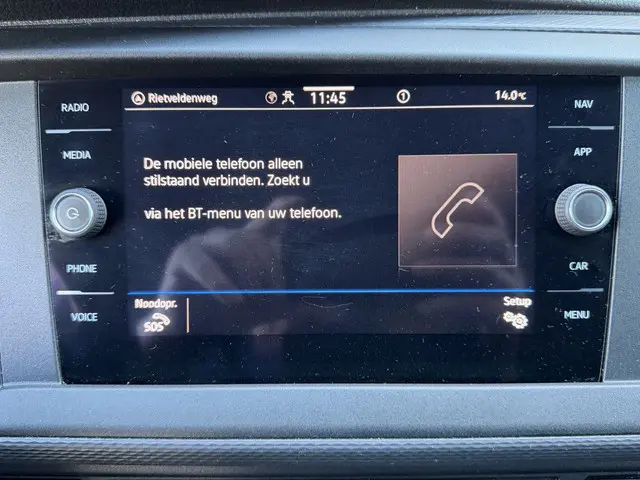 RADIO
MEDIA
PHONE
VOICE
Rietveldenweg
11:45
1
14.0°C
De mobiele telefoon alleen
stilstaand verbinden. Zoekt u
via het BT-menu van uw telefoon.
Noodopr.
SOS
Setup
NAV
APP
CAR
MENU